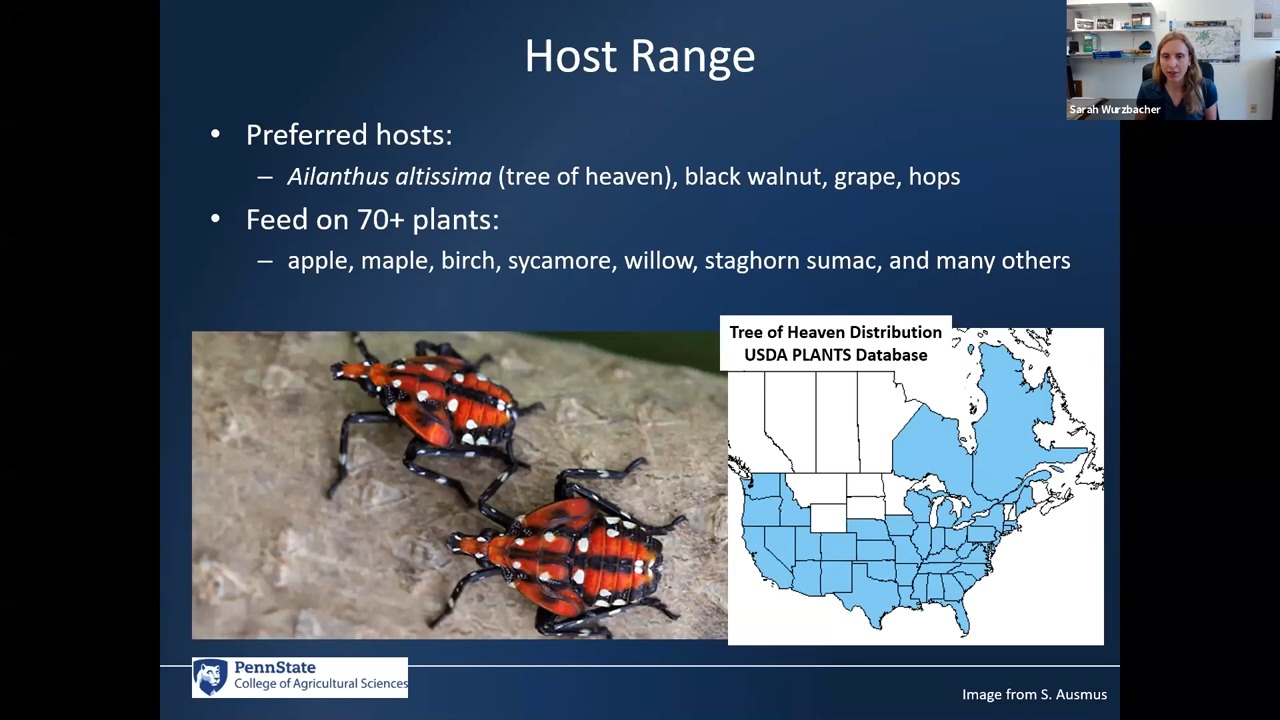 Host Range
Sarah Wurzbacher
• Preferred hosts:
– Ailanthus altissima (tree of heaven), black walnut, grape, hops
• Feed on 70+ plants:
– apple, maple, birch, sycamore, willow, staghorn sumac, and many others
Tree of Heaven Distribution
USDA PLANTS Database
PennState
College of Agricultural Sciences
Image from S. Ausmus